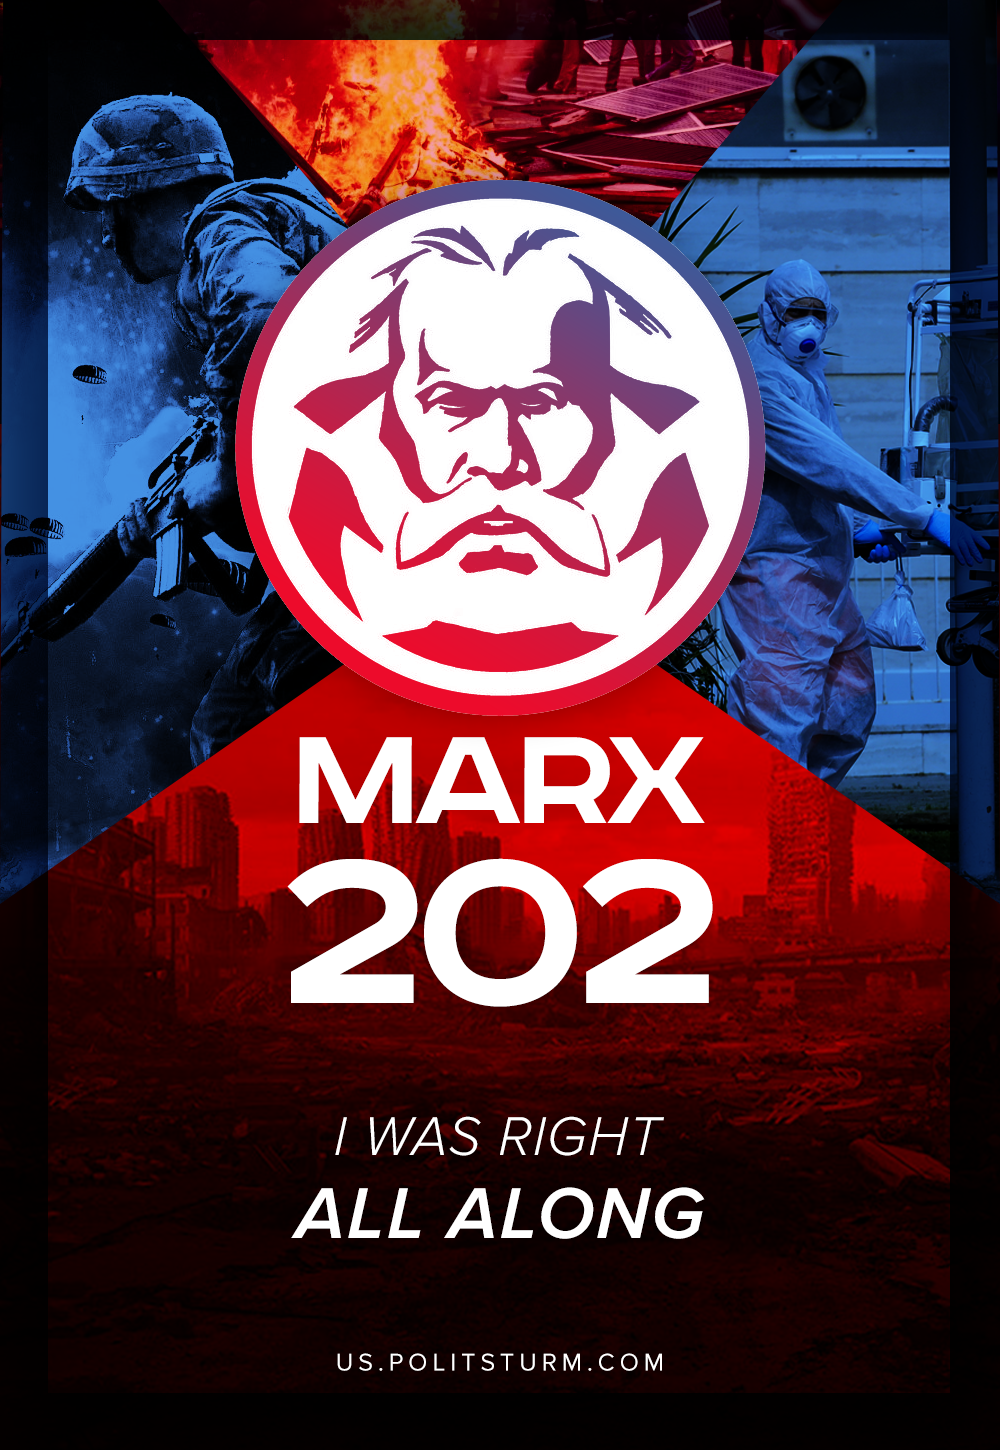 MARX
202
I WAS RIGHT
ALL ALONG
US.POLITSTURM.COM